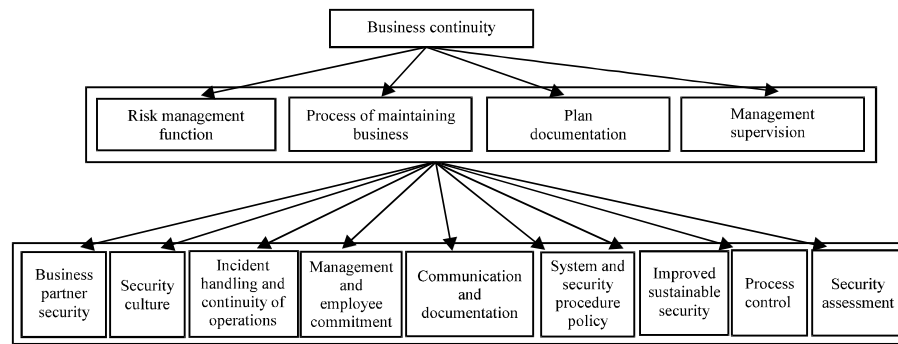 Business continuity
Risk management
function
Process of maintaining
business
Plan
documentation
Management
supervision
Business
partner
security
Security
culture
Incident
handling and
continuity of
operations
Management
and
employee
commitment
Communication
and
documentation
System and
security
procedure
policy
Improved
sustainable
security
Process
control
Security
assessment